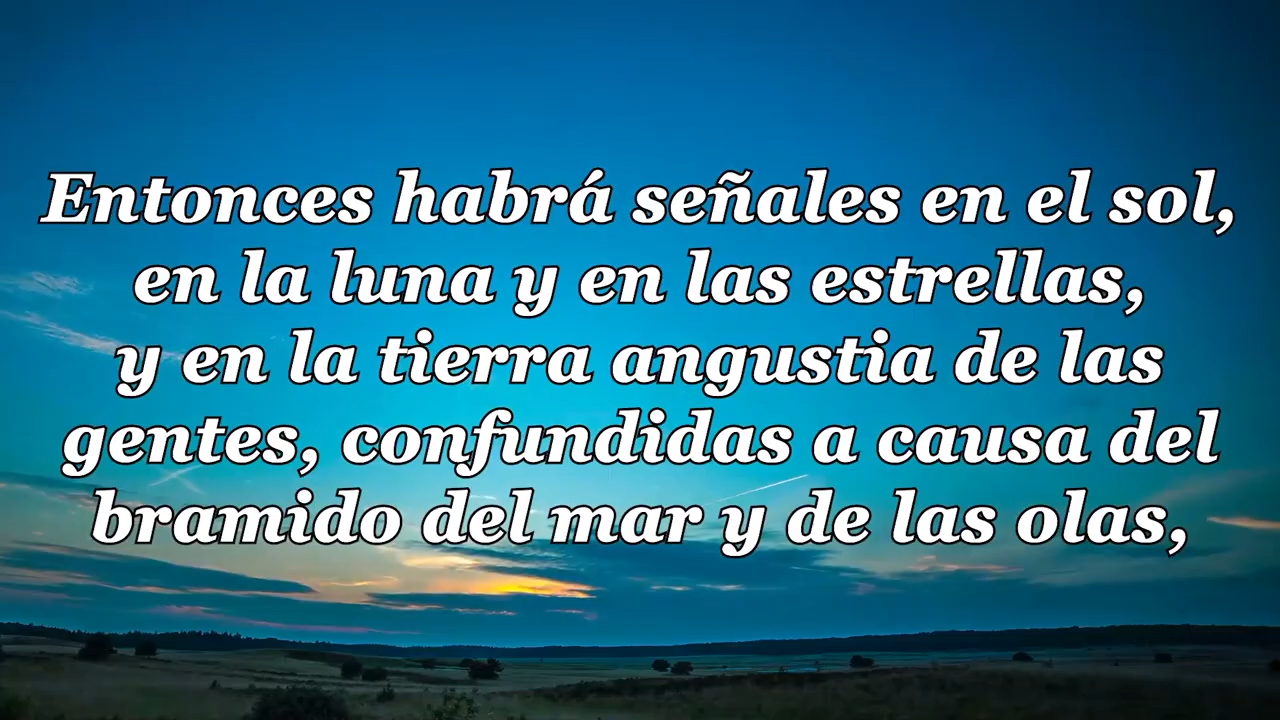 Entonces habrá señales en el sol,
en la luna y en las estrellas,
y en la tierra angustia de las
gentes, confundidas a causa del
bramido del mar y de las olas,